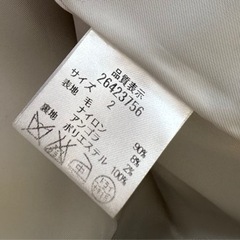 品質表示
26423756
サイズ 2
表地 毛 90%
ナイロン 8%
アンゴラ 2%
裏地 ポリエステル 100%